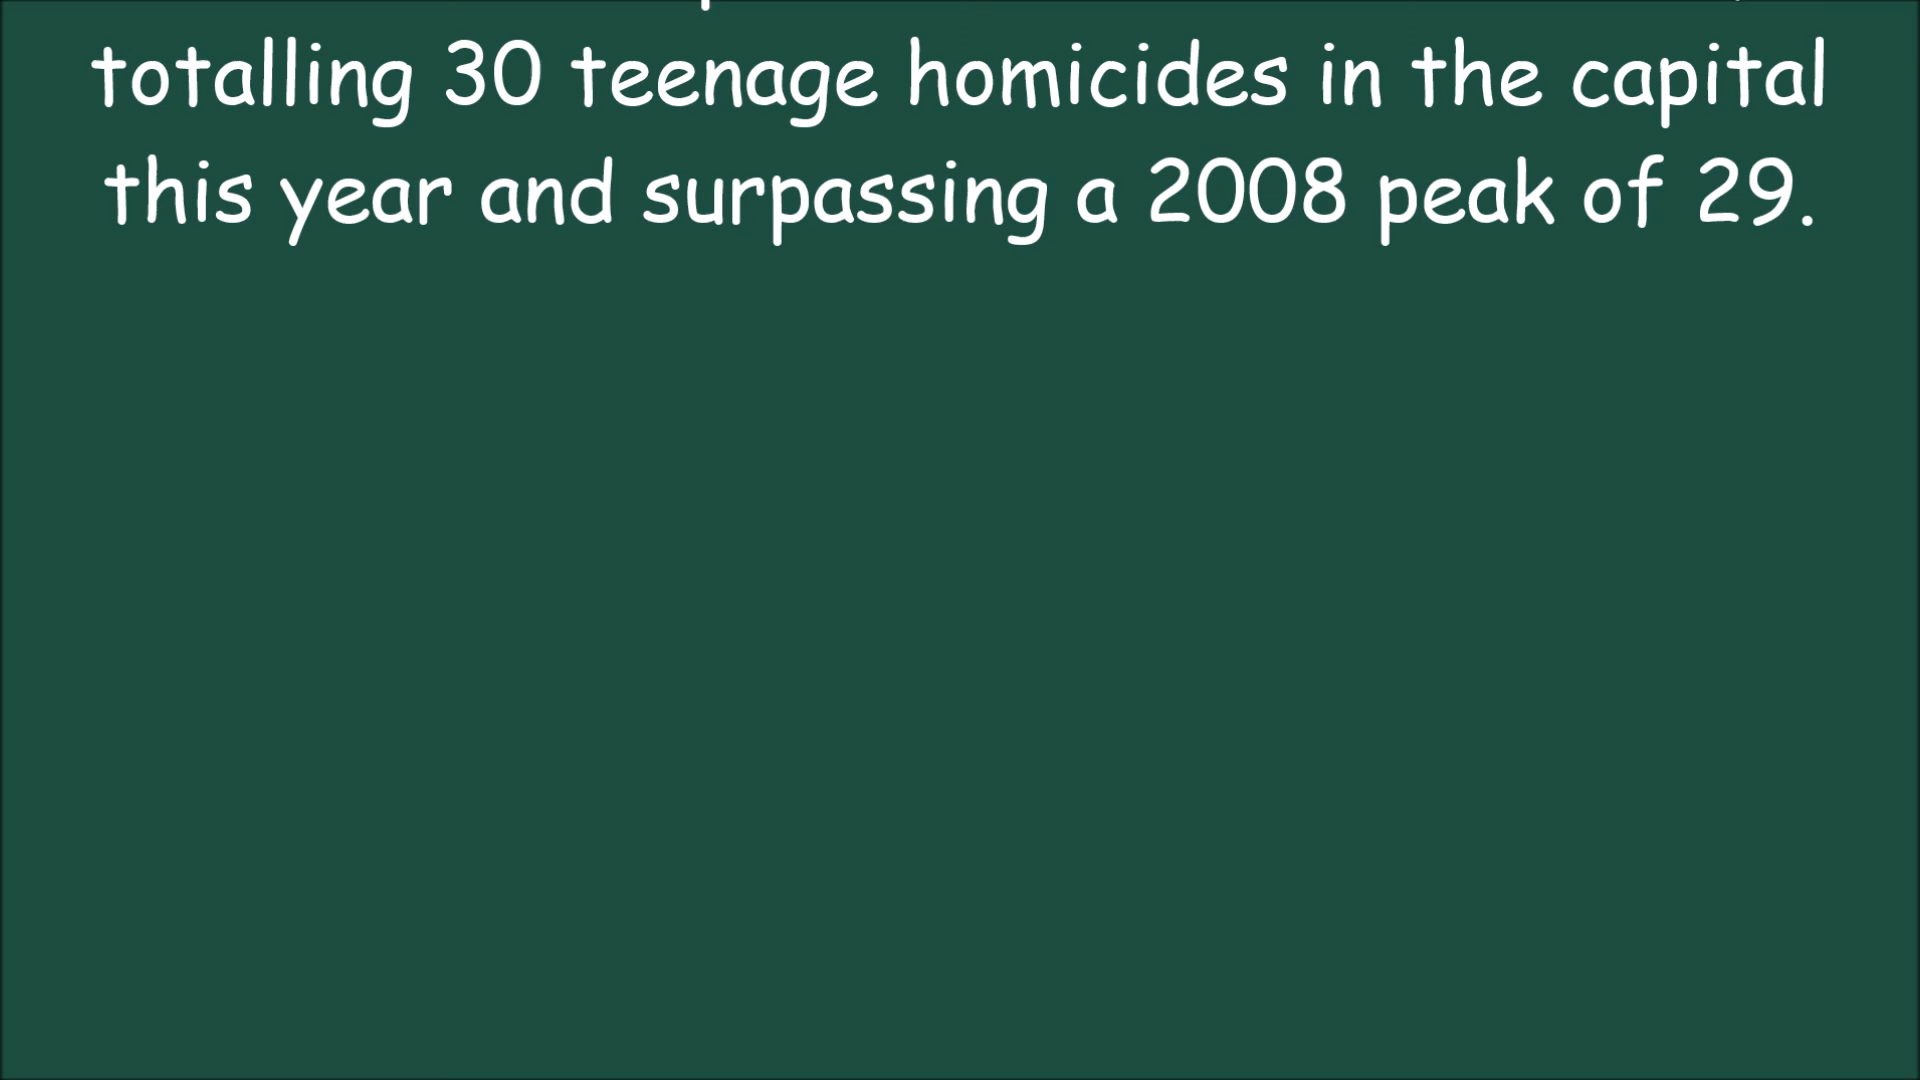 totalling 30 teenage homicides in the capital
this year and surpassing a 2008 peak of 29.